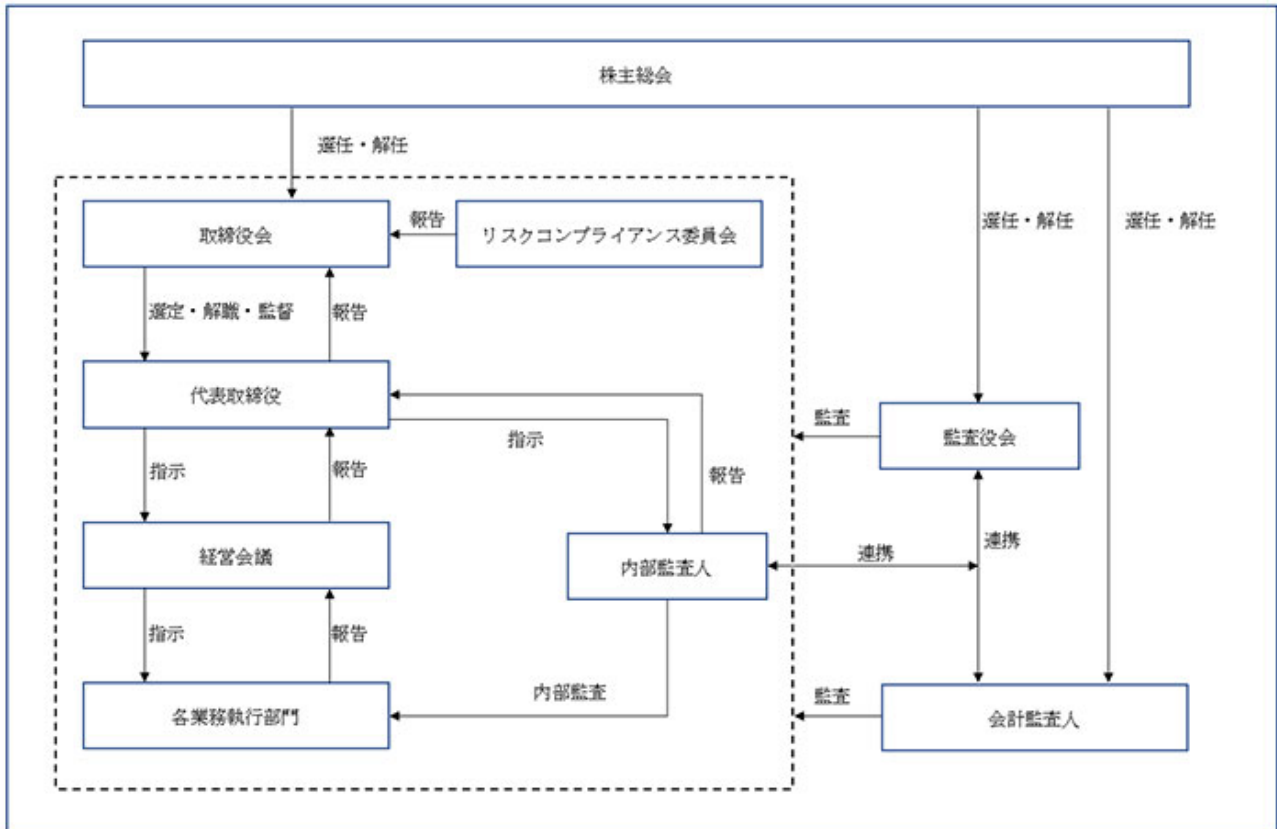 株主総会
選任・解任
選任・解任
選任・解任
取締役会
報告
リスクコンプライアンス委員会
選定・解職・監督
報告
代表取締役
指示
監査
監査役会
指示
報告
報告
経営会議
内部監査人
連携
連携
指示
報告
内部監査
各業務執行部門
監査
会計監査人